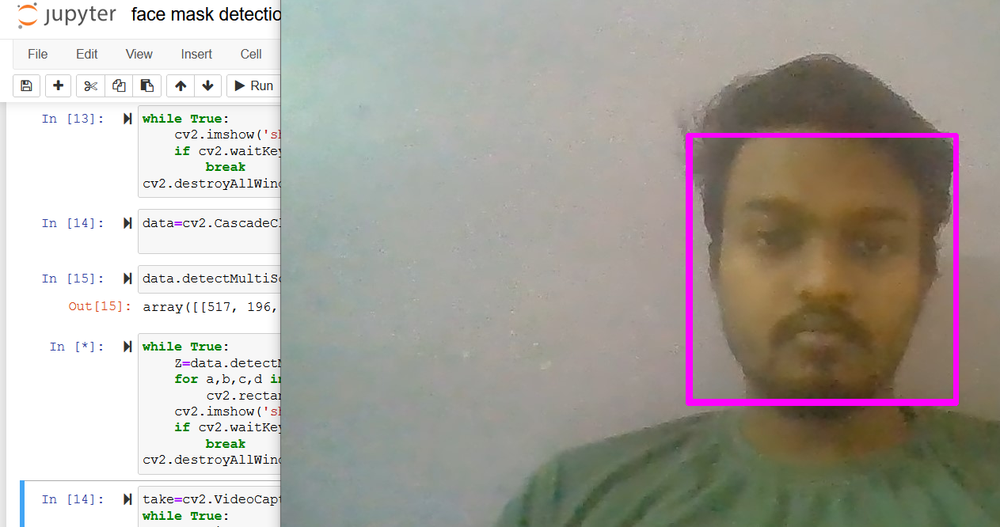 jupyter face mask detectio
File Edit View Insert Cell
Run
In [13]: while True:
cv2.imshow('sh
if cv2.waitKey
break
cv2.destroyAllWind
In [14]: data=cv2.CascadeCl
In [15]: data.detectMultiSc
Out[15]: array([[517, 196,
In [*]: while True:
Z=data.detectM
for a,b,c,d in
cv2.rectan
cv2.imshow('sh
if cv2.waitKey
break
cv2.destroyAllWind
In [14]: take=cv2.VideoCapt
while True: